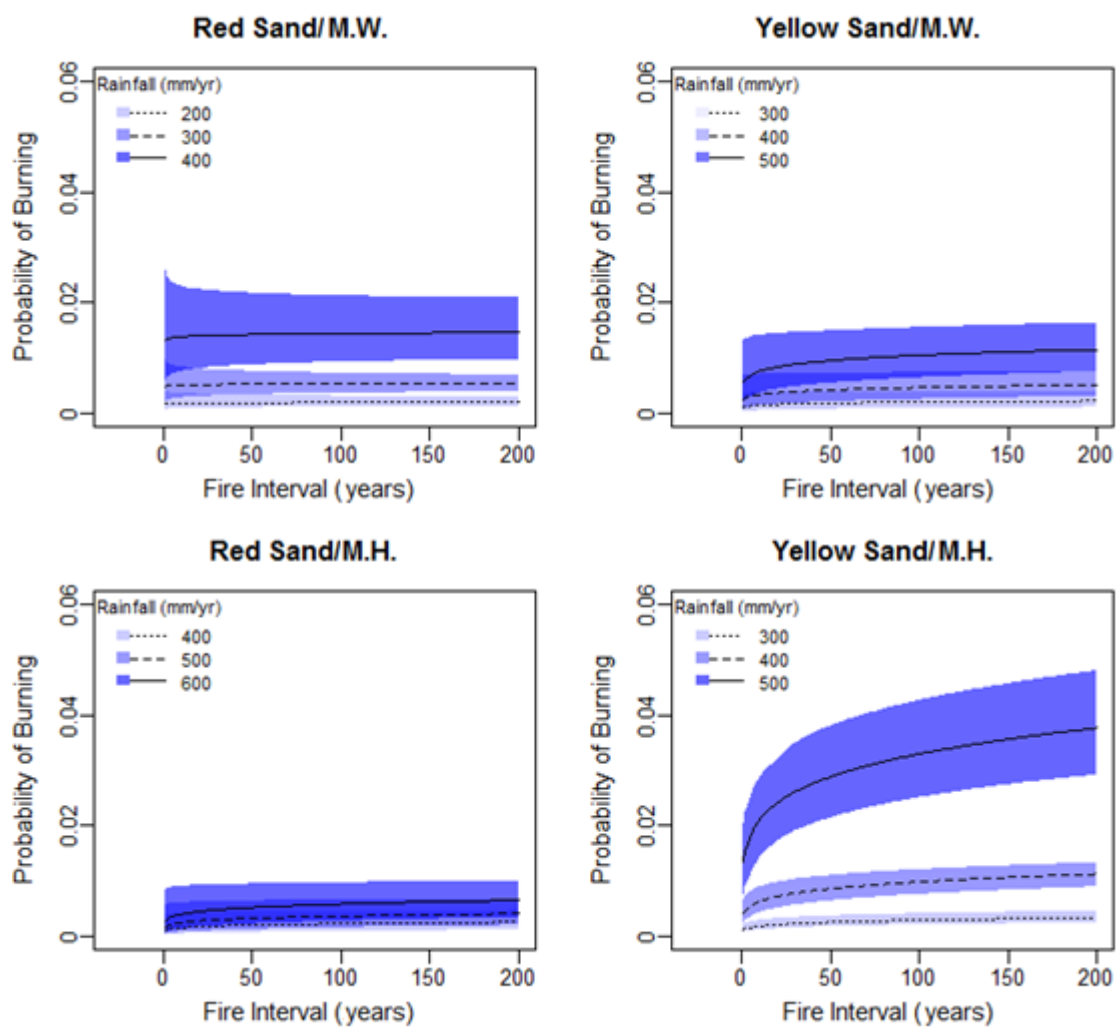 Red Sand/M.W.
Probability of Burning
0.06
0.04
0.02
0
Rainfall (mm/yr)
200
300
400
0 50 100 150 200
Fire Interval (years)
Yellow Sand/M.W.
Probability of Burning
0.06
0.04
0.02
0
Rainfall (mm/yr)
300
400
500
0 50 100 150 200
Fire Interval (years)
Red Sand/M.H.
Probability of Burning
0.06
0.04
0.02
0
Rainfall (mm/yr)
400
500
600
0 50 100 150 200
Fire Interval (years)
Yellow Sand/M.H.
Probability of Burning
0.06
0.04
0.02
0
Rainfall (mm/yr)
300
400
500
0 50 100 150 200
Fire Interval (years)